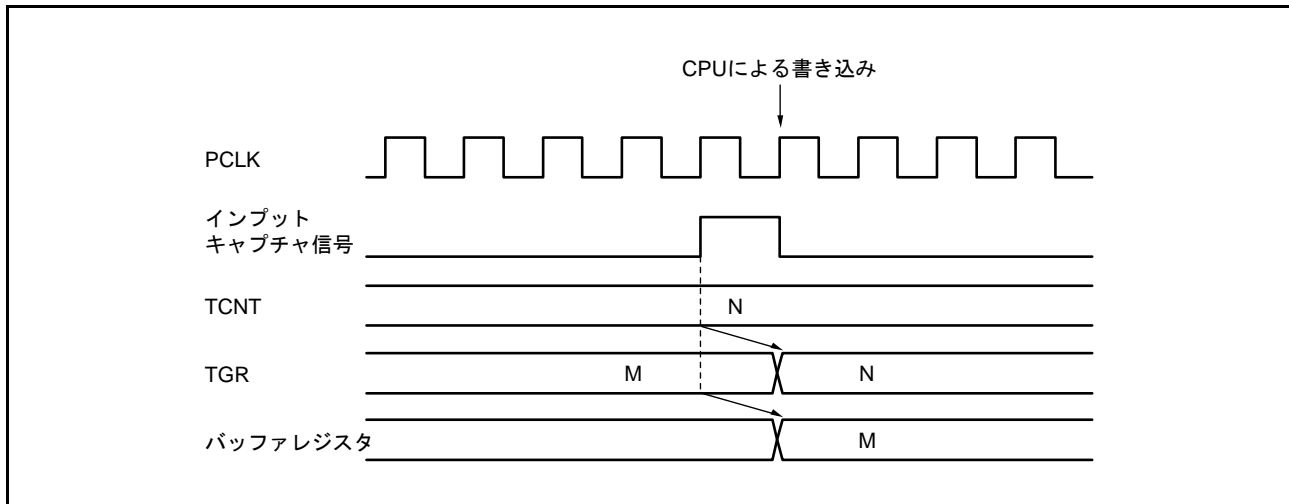 CPUによる書き込み
PCLK
インプット
キャプチャ信号
TCNT
N
TGR
M
N
バッファレジスタ
M